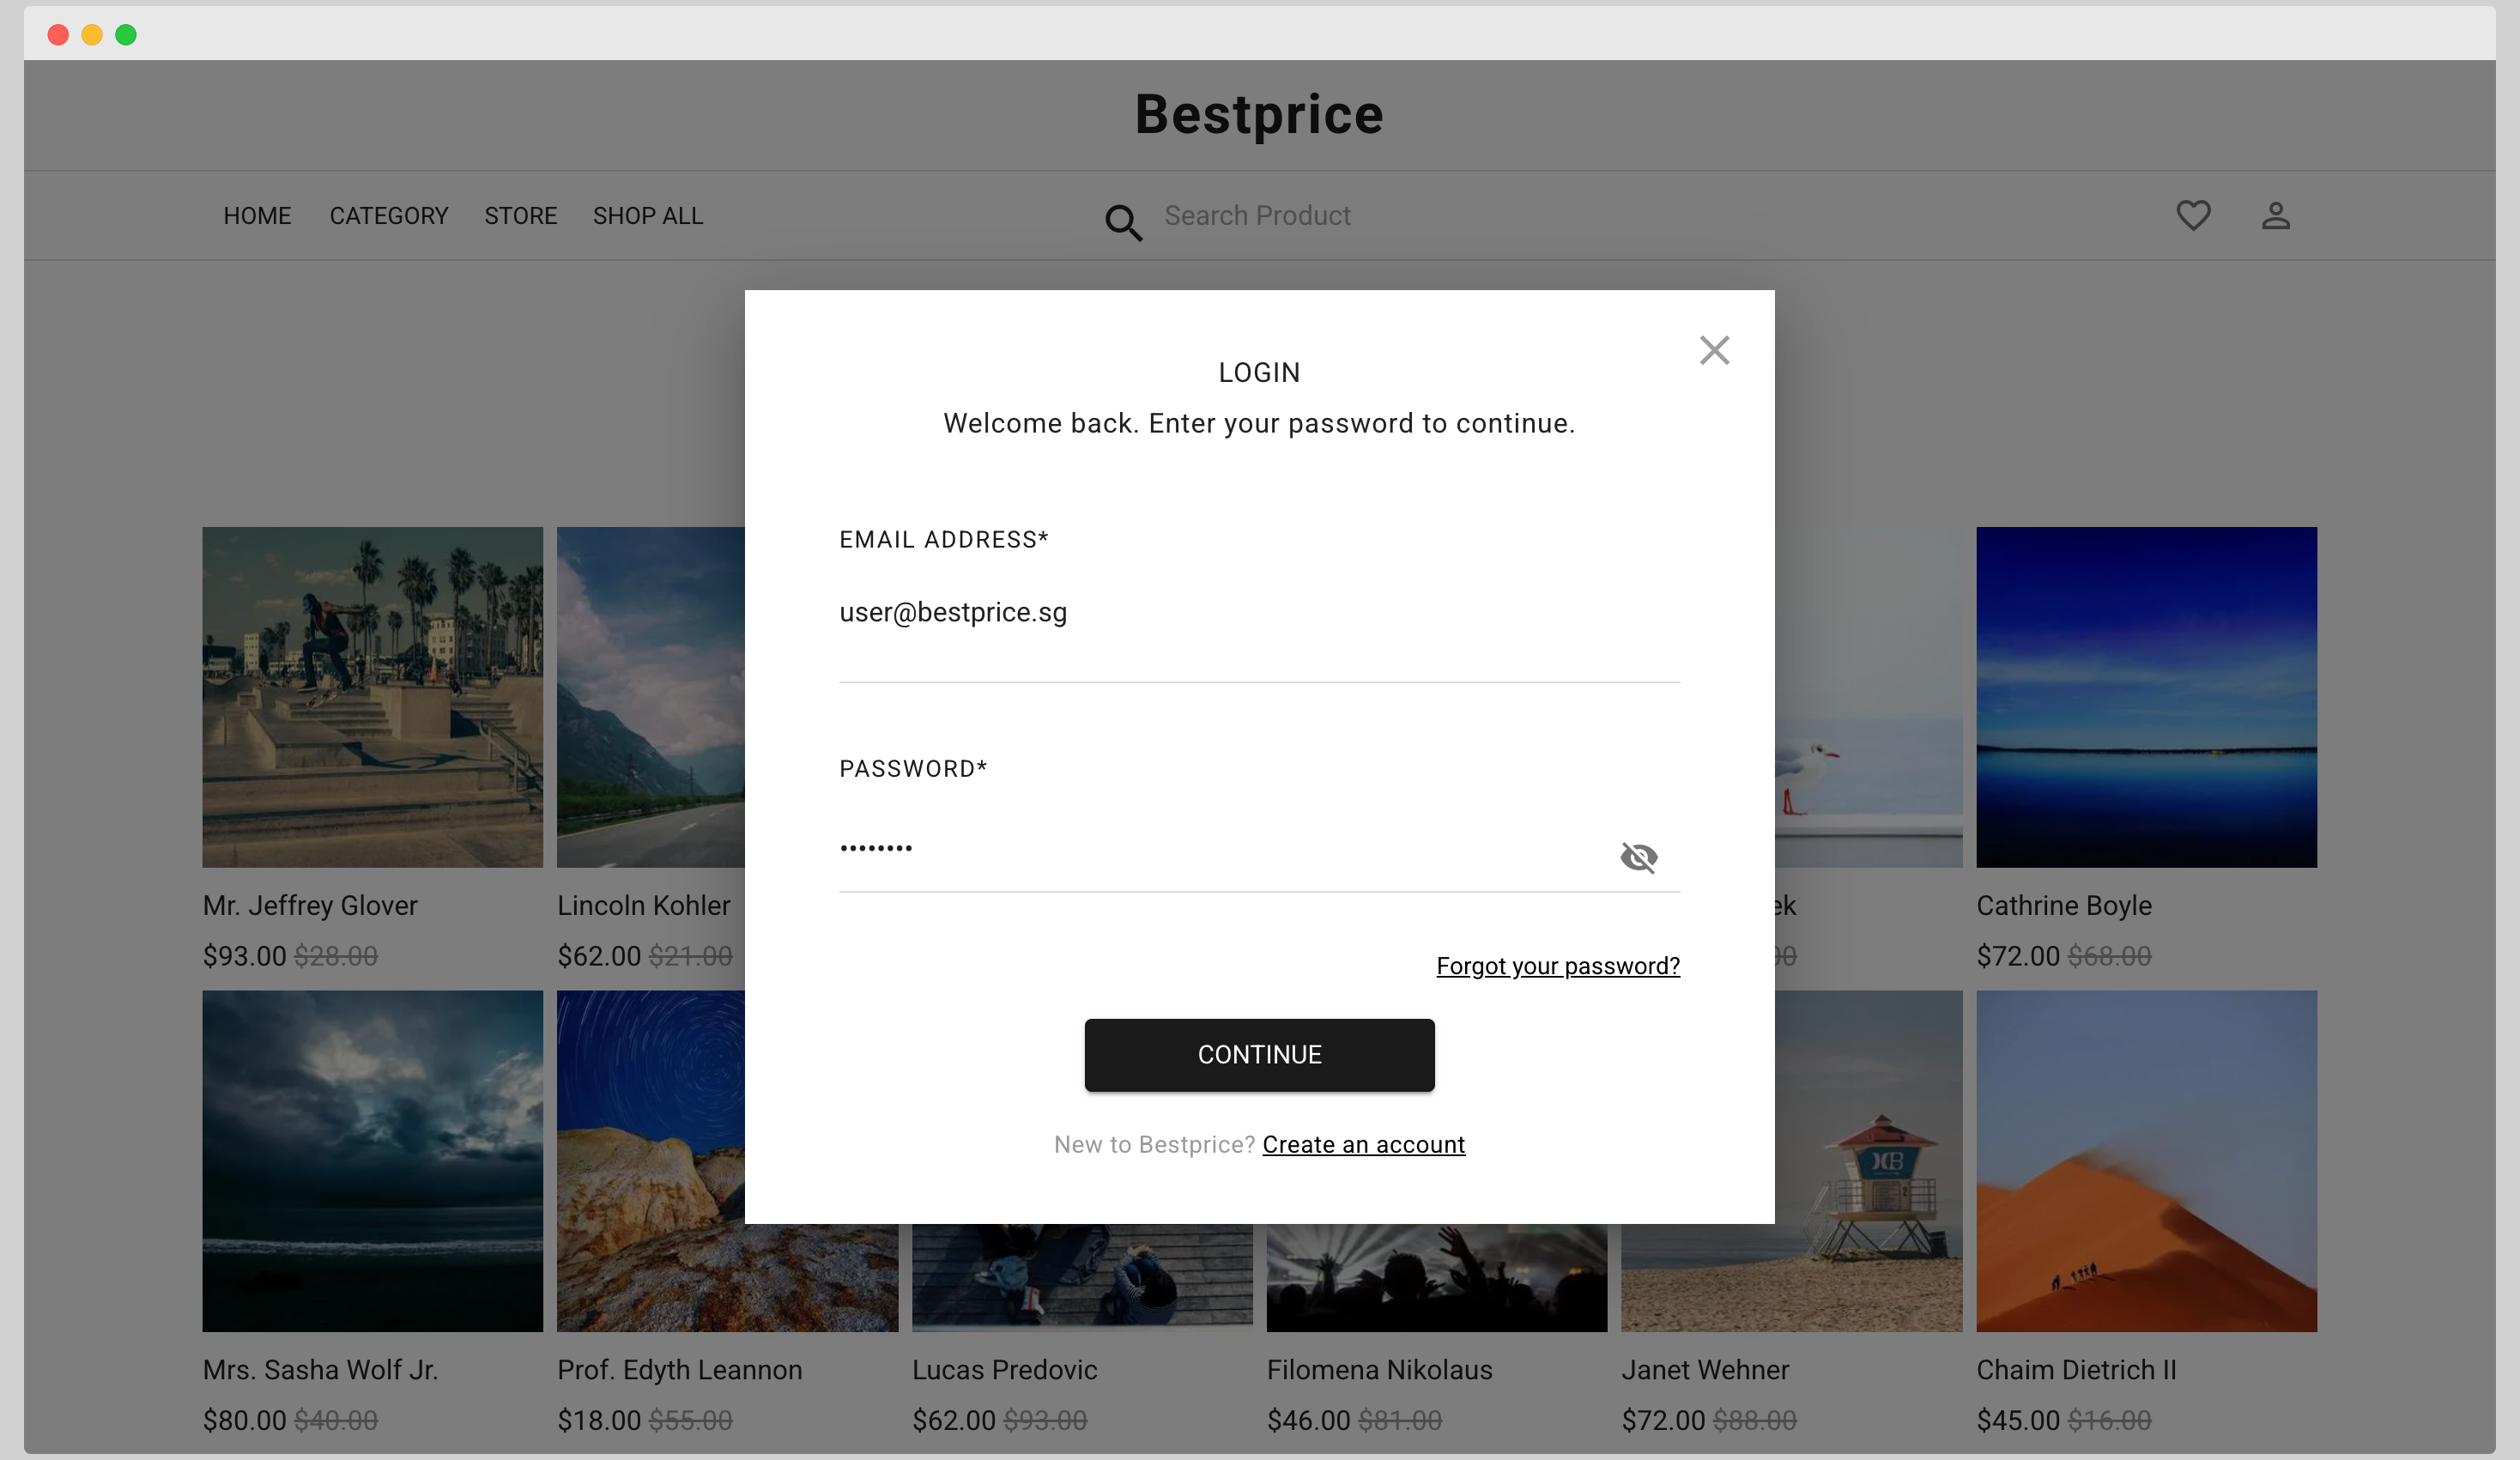 Bestprice
HOME CATEGORY STORE SHOP ALL Search Product
LOGIN
Welcome back. Enter your password to continue.
EMAIL ADDRESS*
user@bestprice.sg
PASSWORD*
••••••••
Forgot your password?
CONTINUE
New to Bestprice? Create an account
Mr. Jeffrey Glover Lincoln Kohler Cathrine Boyle
$93.00 $28.00 $62.00 $21.00 $72.00 $68.00
Mrs. Sasha Wolf Jr. Prof. Edyth Leannon Lucas Predovic Filomena Nikolaus Janet Wehner Chaim Dietrich II
$80.00 $40.00 $18.00 $55.00 $62.00 $93.00 $46.00 $81.00 $72.00 $88.00 $45.00 $16.00